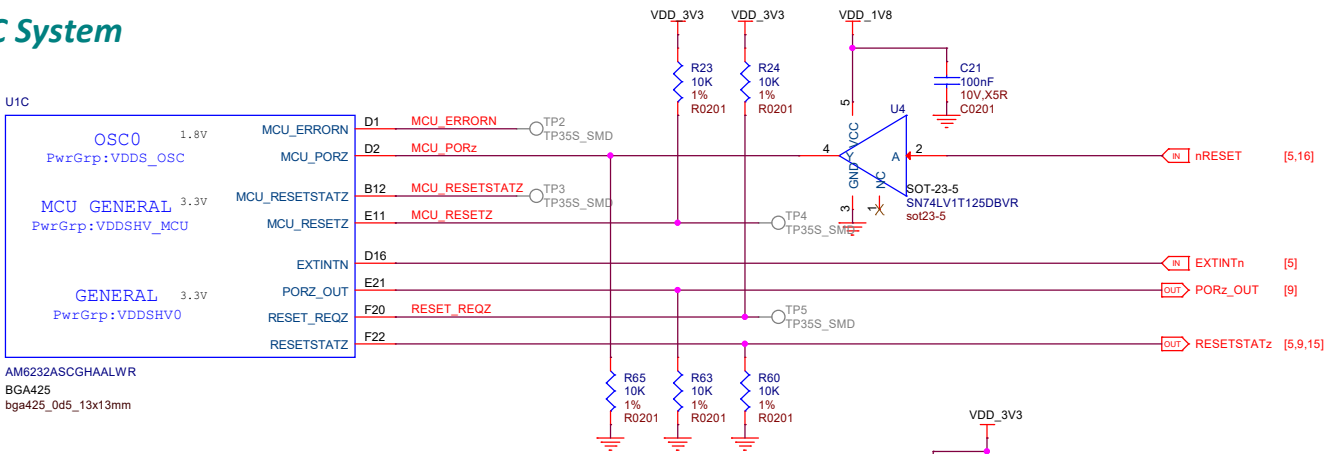 C System
VDD_3V3
VDD_3V3
VDD_1V8
R23
10K
1%
R0201
R24
10K
1%
R0201
C21
100nF
10V,X5R
C0201
U1C
OSC0 1.8V
PwrGrp:VDDS_OSC
MCU GENERAL 3.3V
PwrGrp:VDDSHV_MCU
GENERAL 3.3V
PwrGrp:VDDSHV0
MCU_ERRORN D1 MCU_ERRORN TP2
TP35S_SMD
MCU_PORZ D2 MCU_PORz
MCU_RESETSTATZ B12 MCU_RESETSTATZ TP3
TP35S_SMD
MCU_RESETZ E11 MCU_RESETZ TP4
TP35S_SMD
EXTINTN D16
PORZ_OUT E21
RESET_REQZ F20 RESET_REQZ TP5
TP35S_SMD
RESETSTATZ F22
AM6232ASCGHAALWR
BGA425
bga425_0d5_13x13mm
U4
5
VCC
4
Y
A
2
GND
NC
3
1
SOT-23-5
SN74LV1T125DBVR
sot23-5
IN nRESET [5,16]
IN EXTINTn [5]
OUT PORz_OUT [9]
OUT RESETSTATz [5,9,15]
R65
10K
1%
R0201
R63
10K
1%
R0201
R60
10K
1%
R0201
VDD_3V3